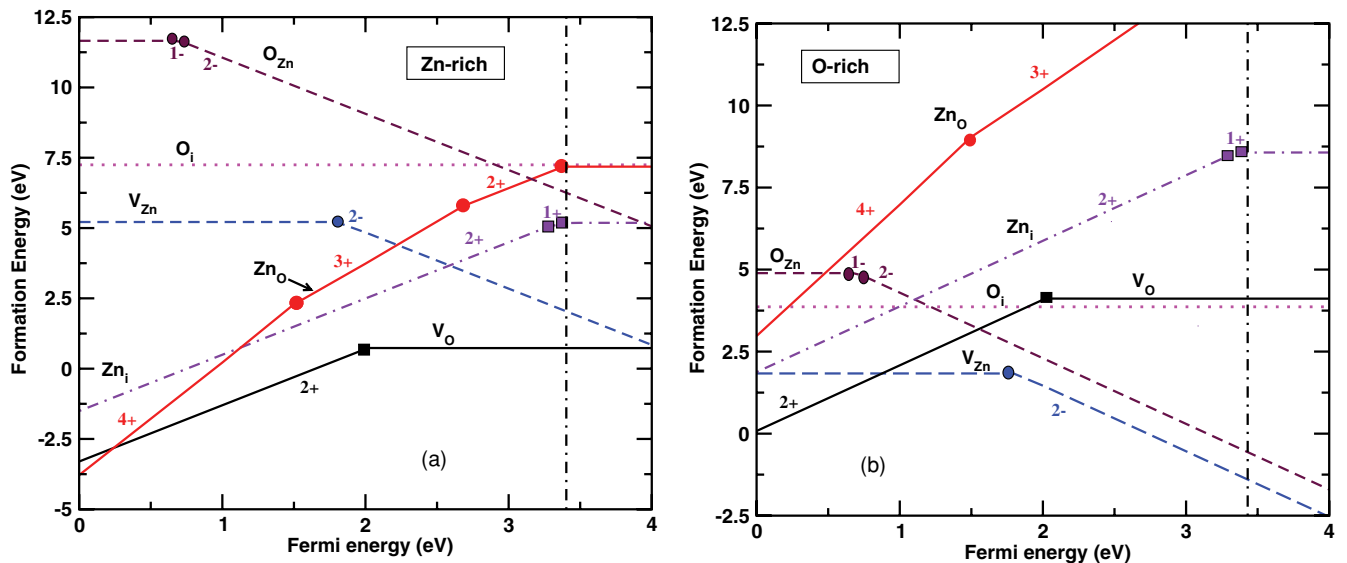 12.5
10
7.5
5
2.5
0
-2.5
-5
0
1
2
3
4
Formation Energy (eV)
Fermi energy (eV)
Zn-rich
1-
2-
O_Zn
O_i
V_Zn
2-
2+
1+
2+
3+
Zn_O
V_O
Zn_i
2+
4+
(a)
12.5
10
7.5
5
2.5
0
-2.5
0
1
2
3
4
Formation Energy (eV)
Fermi energy (eV)
O-rich
3+
Zn_O
1+
4+
2+
Zn_i
O_Zn
1-
2-
O_i
V_O
V_Zn
2+
2-
(b)